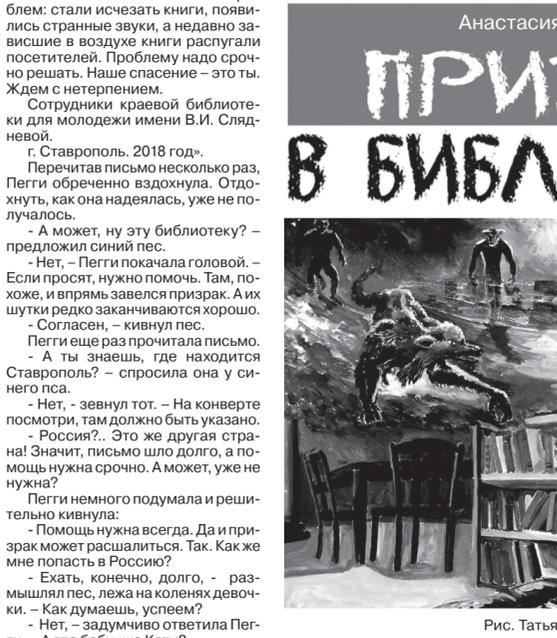 блем: стали исчезать книги, появи-
лись странные звуки, а недавно за-
висшие в воздухе книги распугали
посетителей. Проблему надо сроч-
но решать. Наше спасение – это ты.
Ждем с нетерпением.
Сотрудники краевой библиоте-
ки для молодежи имени В.И. Сляд-
невой.
г. Ставрополь. 2018 год».
Перечитав письмо несколько раз,
Пегги обреченно вздохнула. Отдо-
хнуть, как она надеялась, уже не по-
лучалось.
- А может, ну эту библиотеку? –
предложил синий пес.
- Нет, – Пегги покачала головой. –
Если просят, нужно помочь. Там, по-
хоже, и впрямь завелся призрак. А их
шутки редко заканчиваются хорошо.
- Согласен, – кивнул пес.
Пегги еще раз прочитала письмо.
- А ты знаешь, где находится
Ставрополь? – спросила она у си-
него пса.
- Нет, - зевнул тот. – На конверте
посмотри, там должно быть указано.
- Россия?.. Это же другая стра-
на! Значит, письмо шло долго, а по-
мощь нужна срочно. А может, уже не
нужна?
Пегги немного подумала и реши-
тельно кивнула:
- Помощь нужна всегда. Да и при-
зрак может расшалиться. Так. Как же
мне попасть в Россию?
- Ехать, конечно, долго, - раз-
мышлял пес, лежа на коленях девоч-
ки. – Как думаешь, успеем?
- Нет, – задумчиво ответила Пег-
Анастасия
ПРИ
В БИБЛ
Рис. Татья